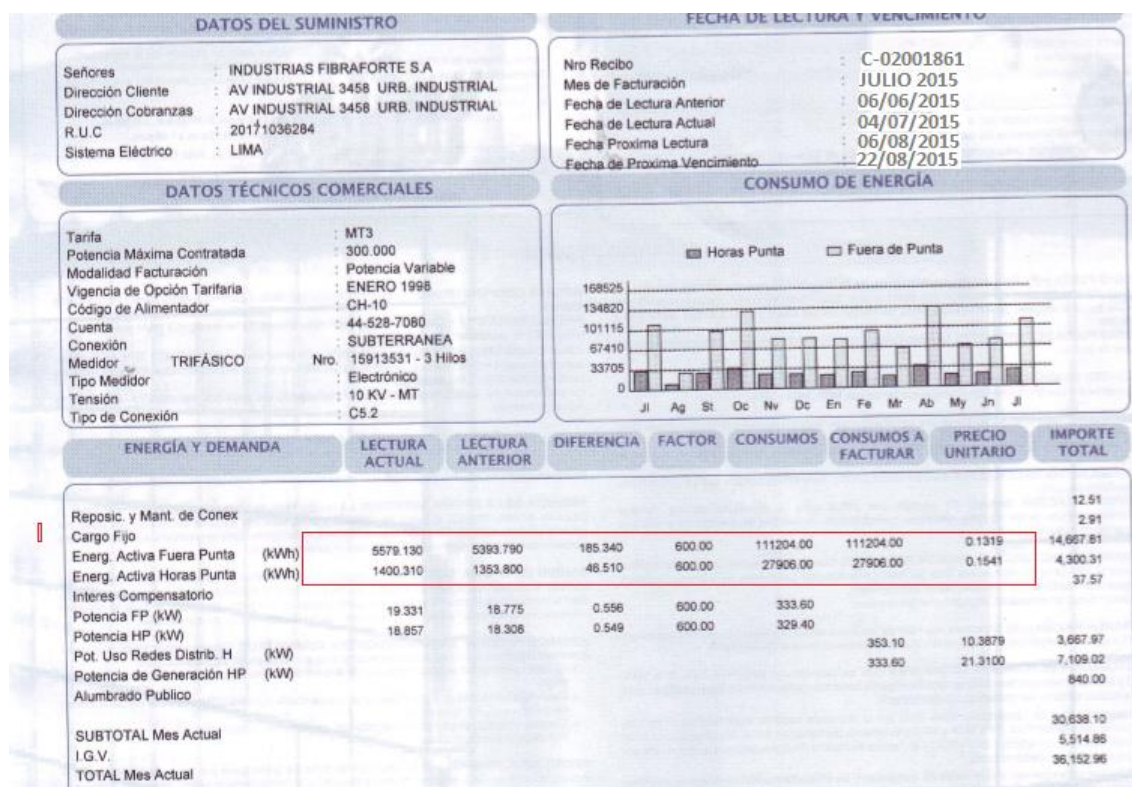 DATOS DEL SUMINISTRO
Señores : INDUSTRIAS FIBRAFORTE S.A
Dirección Cliente : AV INDUSTRIAL 3458 URB. INDUSTRIAL
Dirección Cobranzas : AV INDUSTRIAL 3458 URB. INDUSTRIAL
R.U.C : 20171036284
Sistema Eléctrico : LIMA
FECHA DE LECTURA Y VENCIMIENTO
Nro Recibo : C-02001861
Mes de Facturación : JULIO 2015
Fecha de Lectura Anterior : 06/06/2015
Fecha de Lectura Actual : 04/07/2015
Fecha Proxima Lectura : 06/08/2015
Fecha de Proxima Vencimiento : 22/08/2015
DATOS TÉCNICOS COMERCIALES
Tarifa : MT3
Potencia Máxima Contratada : 300.000
Modalidad Facturación : Potencia Variable
Vigencia de Opción Tarifaria : ENERO 1998
Código de Alimentador : CH-10
Cuenta : 44-528-7080
Conexión : SUBTERRANEA
Medidor TRIFÁSICO Nro. 15913531 - 3 Hilos
Tipo Medidor : Electrónico
Tensión : 10 KV - MT
Tipo de Conexión : C5.2
CONSUMO DE ENERGÍA
Horas Punta Fuera de Punta
168525
134820
101115
67410
33705
0
Jl Ag St Oc Nv Dc En Fe Mr Ab My Jn Jl
ENERGÍA Y DEMANDA LECTURA ACTUAL LECTURA ANTERIOR DIFERENCIA FACTOR CONSUMOS CONSUMOS A FACTURAR PRECIO UNITARIO IMPORTE TOTAL
Reposic. y Mant. de Conex 12.51
Cargo Fijo 2.91
Energ. Activa Fuera Punta (kWh) 5579.130 5393.790 185.340 600.00 111204.00 111204.00 0.1319 14,667.81
Energ. Activa Horas Punta (kWh) 1400.310 1353.800 46.510 600.00 27906.00 27906.00 0.1541 4,300.31
Interes Compensatorio 37.57
Potencia FP (kW) 19.331 18.775 0.556 600.00 333.60
Potencia HP (kW) 18.857 18.308 0.549 600.00 329.40
Pot. Uso Redes Distrib. H (kW) 353.10 10.3879 3,667.97
Potencia de Generación HP (kW) 333.60 21.3100 7,109.02
Alumbrado Publico 840.00
SUBTOTAL Mes Actual 30,638.10
I.G.V. 5,514.86
TOTAL Mes Actual 36,152.96